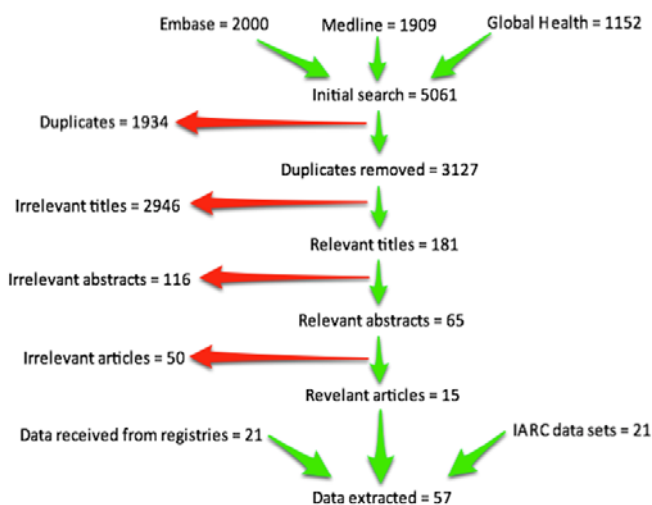 Embase = 2000
Medline = 1909
Global Health = 1152
Initial search = 5061
Duplicates = 1934
Duplicates removed = 3127
Irrelevant titles = 2946
Relevant titles = 181
Irrelevant abstracts = 116
Relevant abstracts = 65
Irrelevant articles = 50
Revelant articles = 15
Data received from registries = 21
IARC data sets = 21
Data extracted = 57